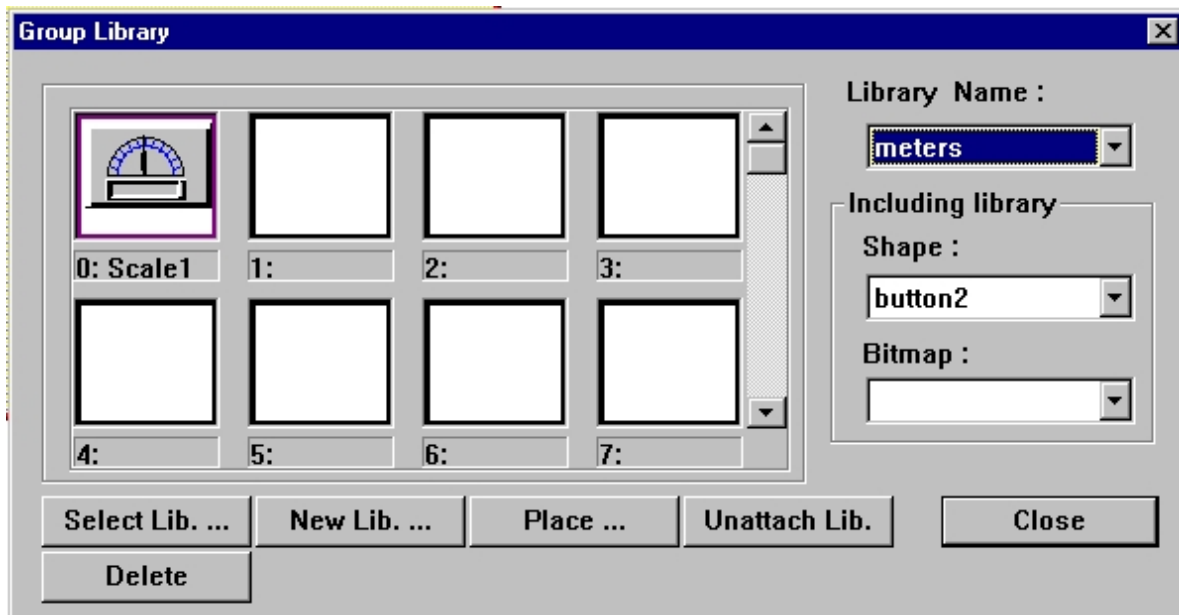 Group Library
Library Name :
meters
Including library
Shape :
button2
Bitmap :
0: Scale1
1:
2:
3:
4:
5:
6:
7:
Select Lib. ...
New Lib. ...
Place ...
Unattach Lib.
Close
Delete